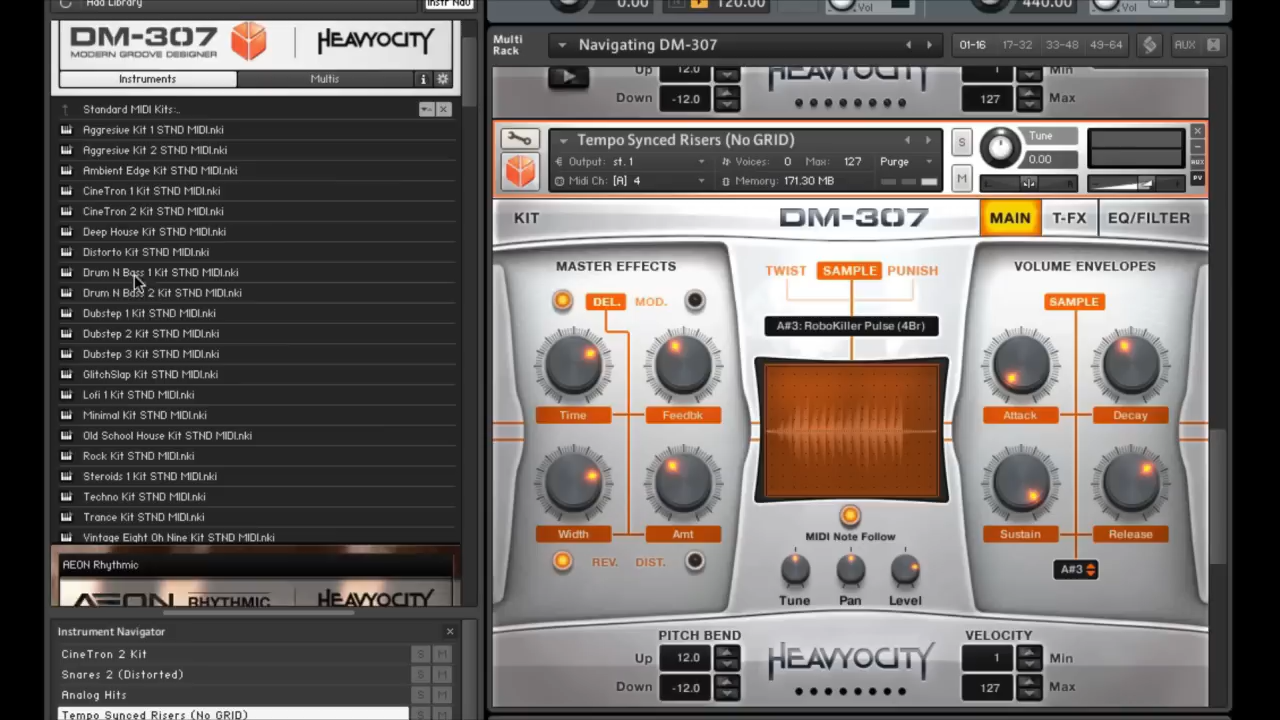 Add Library
Instr Nav
0.00
120.00
Vol
440.00
Vol
DM-307
MODERN GROOVE DESIGNER
HEAVYOCITY
Instruments
Multis
i
Standard MIDI Kits:..
Aggresive Kit 1 STND MIDI.nki
Aggresive Kit 2 STND MIDI.nki
Ambient Edge Kit STND MIDI.nki
CineTron 1 Kit STND MIDI.nki
CineTron 2 Kit STND MIDI.nki
Deep House Kit STND MIDI.nki
Distorto Kit STND MIDI.nki
Drum N Bass 1 Kit STND MIDI.nki
Drum N Bass 2 Kit STND MIDI.nki
Dubstep 1 Kit STND MIDI.nki
Dubstep 2 Kit STND MIDI.nki
Dubstep 3 Kit STND MIDI.nki
GlitchSlap Kit STND MIDI.nki
Lofi 1 Kit STND MIDI.nki
Minimal Kit STND MIDI.nki
Old School House Kit STND MIDI.nki
Rock Kit STND MIDI.nki
Steroids 1 Kit STND MIDI.nki
Techno Kit STND MIDI.nki
Trance Kit STND MIDI.nki
Vintage Eight Oh Nine Kit STND MIDI.nki
AEON Rhythmic
AEON RHYTHMIC
HEAVYOCITY
Instrument Navigator
CineTron 2 Kit
S M
Snares 2 (Distorted)
S M
Analog Hits
S M
Tempo Synced Risers (No GRID)
S M
Multi
Rack
Navigating DM-307
01-16 17-32 33-48 49-64
AUX
Up 12.0
HEAVYOCITY
1 Min
Down -12.0
127 Max
Tempo Synced Risers (No GRID)
S
Tune
0.00
Output: st. 1
Voices: 0 Max: 127
Purge
Midi Ch: [A] 4
Memory: 171.30 MB
M
L
R
AUX
PV
KIT
DM-307
MAIN
T-FX
EQ/FILTER
MASTER EFFECTS
TWIST
SAMPLE
PUNISH
VOLUME ENVELOPES
DEL.
MOD.
SAMPLE
A#3: RoboKiller Pulse (4Br)
Time
Feedbk
Attack
Decay
Width
Amt
Sustain
Release
MIDI Note Follow
REV.
DIST.
A#3
Tune
Pan
Level
PITCH BEND
VELOCITY
Up 12.0
HEAVYOCITY
1 Min
Down -12.0
127 Max